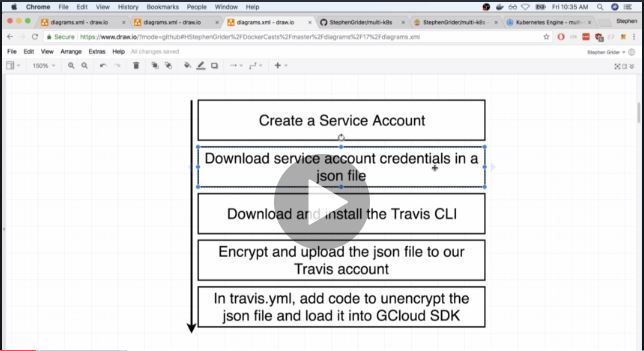 Chrome File Edit View History Bookmarks People Window Help Fri 10:35 AM
diagrams.xml - draw.io diagrams.xml - draw.io diagrams.xml - draw.io StephenGrider/multi-k8s StephenGrider/multi-k8s - Kubernetes Engine - multi- Stephen
Secure https://www.draw.io/?mode=github#HStephenGrider%2FDockerCasts%2Fmaster%2Fdiagrams%2F17%2Fdiagrams.xml
File Edit View Arrange Extras Help All changes saved Stephen Grider
150%
Create a Service Account
Download service account credentials in a
json file
Download and install the Travis CLI
Encrypt and upload the json file to our
Travis account
In travis.yml, add code to unencrypt the
json file and load it into GCloud SDK